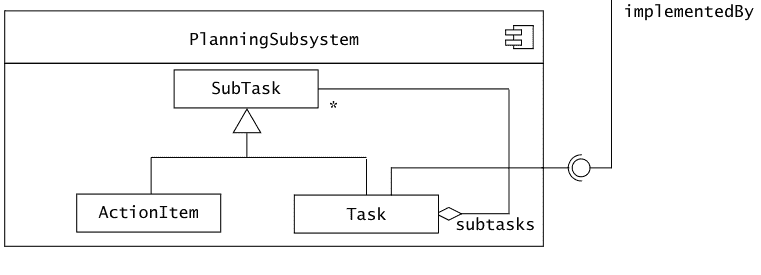 implementedBy
PlanningSubsystem
SubTask
*
ActionItem
Task
subtasks